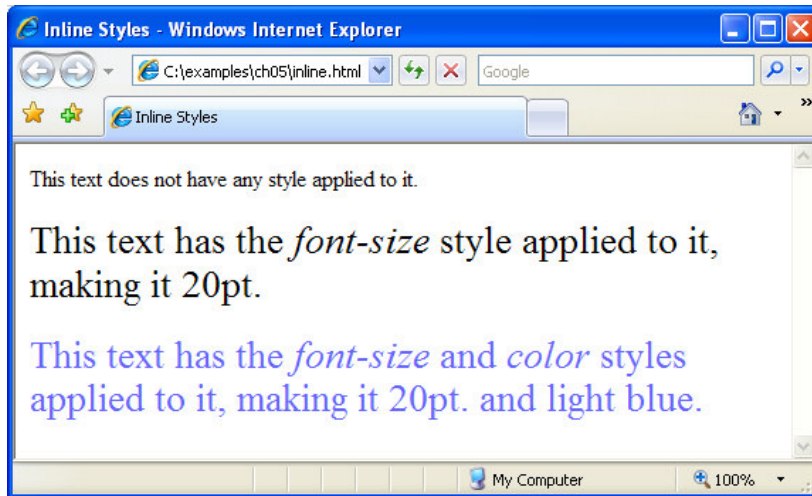 Inline Styles - Windows Internet Explorer
C:\examples\ch05\inline.html
Google
Inline Styles
This text does not have any style applied to it.
This text has the font-size style applied to it,
making it 20pt.
This text has the font-size and color styles
applied to it, making it 20pt. and light blue.
My Computer
100%